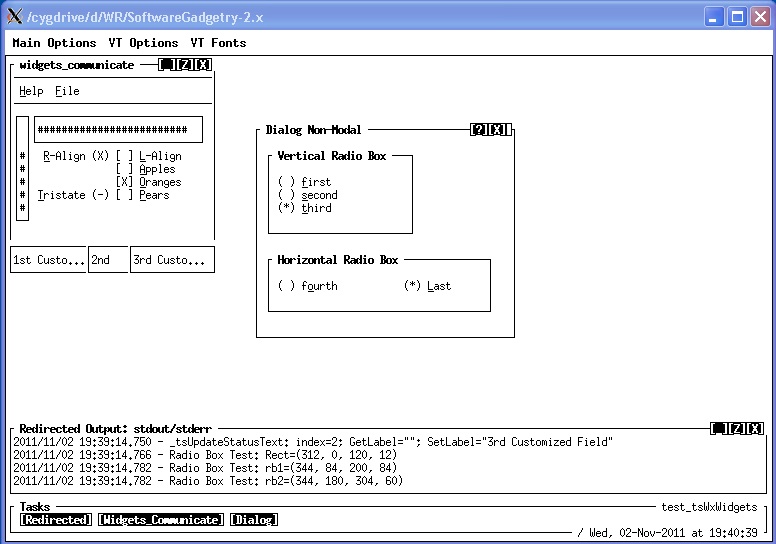 /cygdrive/d/WR/SoftwareGadgetry-2.x
Main Options VT Options VT Fonts
widgets_communicate [_][Z][X]
Help File
#########################
# R-Align (X) [ ] L-Align
# [ ] Apples
# [X] Oranges
# Tristate (-) [ ] Pears
#
1st Custo... 2nd 3rd Custo...
Dialog Non-Modal [?][X]
Vertical Radio Box
( ) first
( ) second
(*) third
Horizontal Radio Box
( ) fourth (*) Last
Redirected Output: stdout/stderr [_][Z][X]
2011/11/02 19:39:14.750 - _tsUpdateStatusText: index=2; GetLabel=""; SetLabel="3rd Customized Field"
2011/11/02 19:39:14.766 - Radio Box Test: Rect=(312, 0, 120, 12)
2011/11/02 19:39:14.782 - Radio Box Test: rb1=(344, 84, 200, 84)
2011/11/02 19:39:14.782 - Radio Box Test: rb2=(344, 180, 304, 60)
Tasks test_tsWxWidgets
[Redirected] [Widgets_Communicate] [Dialog]
/ Wed, 02-Nov-2011 at 19:40:39